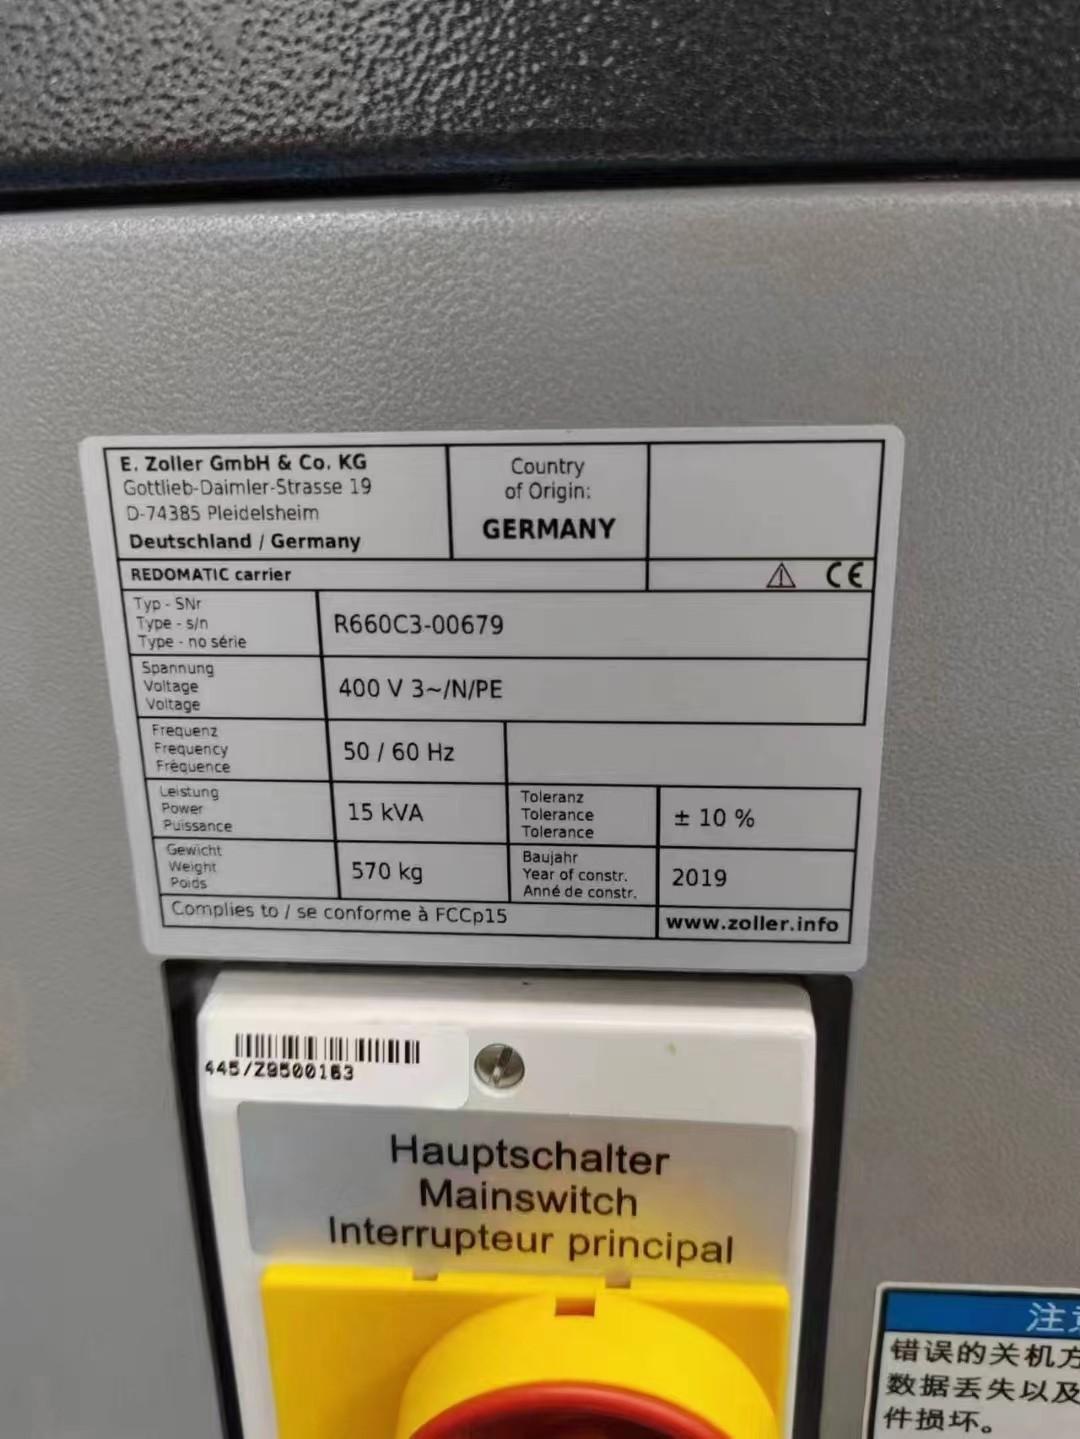 E. Zoller GmbH & Co. KG
Gottlieb-Daimler-Strasse 19
D-74385 Pleidelsheim
Deutschland / Germany
Country
of Origin:
GERMANY
REDOMATIC carrier
CE
Typ - SNr
Type - s/n
Type - no série
R660C3-00679
Spannung
Voltage
Voltage
400 V 3~/N/PE
Frequenz
Frequency
Fréquence
50 / 60 Hz
Leistung
Power
Puissance
15 kVA
Toleranz
Tolerance
Tolerance
± 10 %
Gewicht
Weight
Poids
570 kg
Baujahr
Year of constr.
Anné de constr.
2019
Complies to / se conforme à FCCp15
www.zoller.info
445/Z9500163
Hauptschalter
Mainswitch
Interrupteur principal
注意
错误的关机方
数据丢失以及
件损坏。